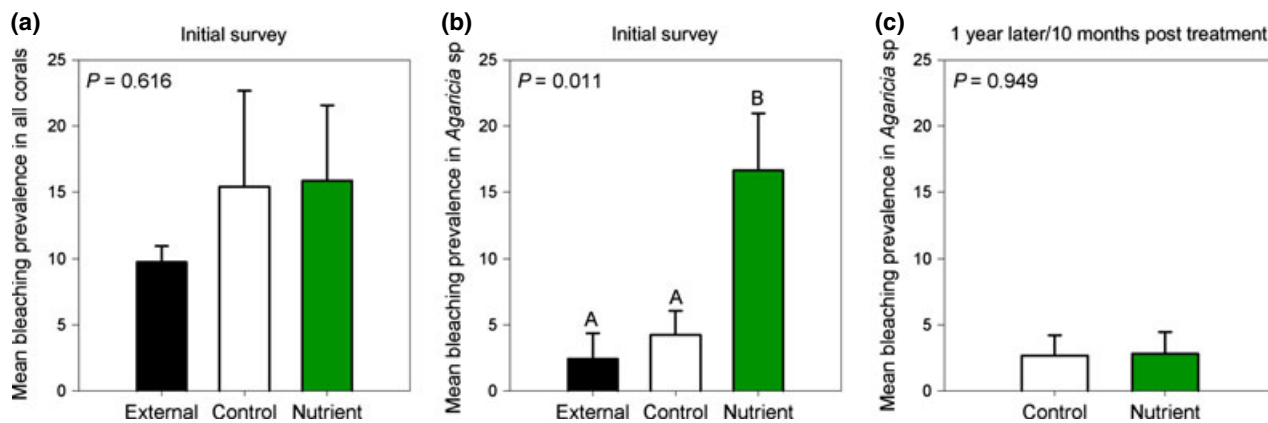 (a)
Initial survey
Mean bleaching prevalence in all corals
25
20
15
10
5
0
P = 0.616
External Control Nutrient
(b)
Initial survey
Mean bleaching prevalence in Agaricia sp
25
20
15
10
5
0
P = 0.011
A
A
B
External Control Nutrient
(c)
1 year later/10 months post treatment
Mean bleaching prevalence in Agaricia sp
25
20
15
10
5
0
P = 0.949
Control Nutrient